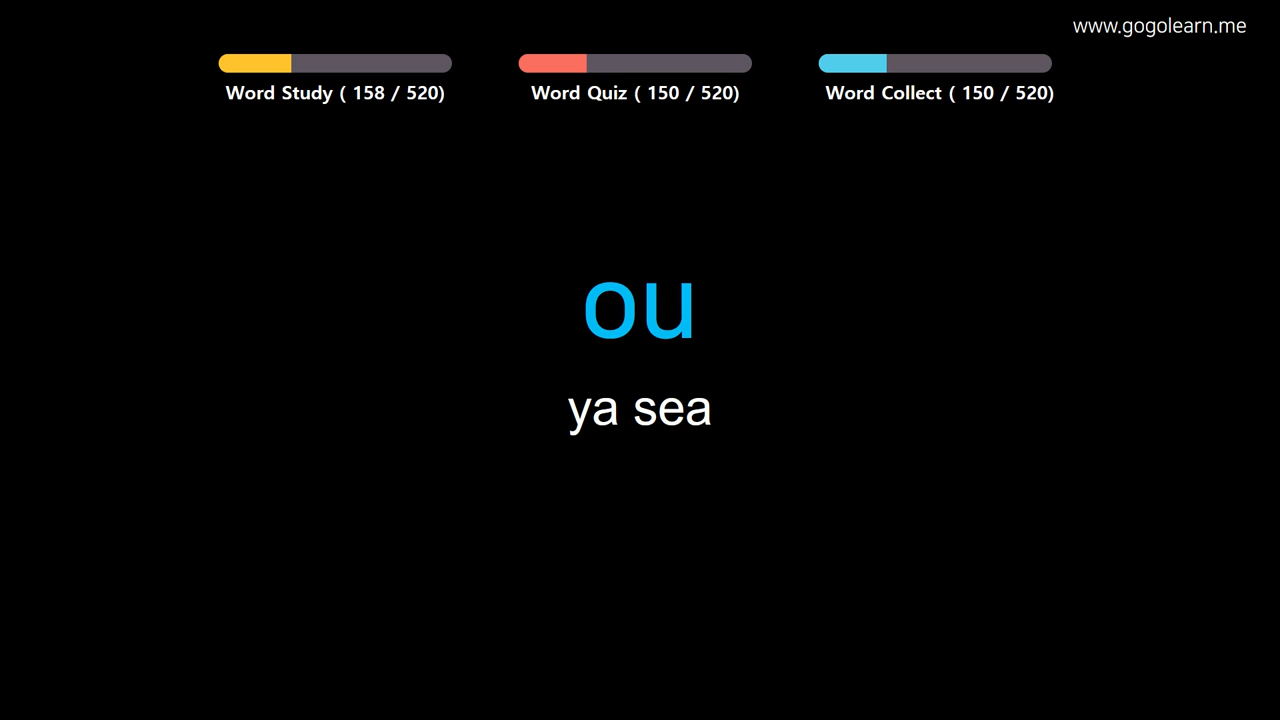 www.gogolearn.me
Word Study ( 158 / 520)
Word Quiz ( 150 / 520)
Word Collect ( 150 / 520)
ou
ya sea